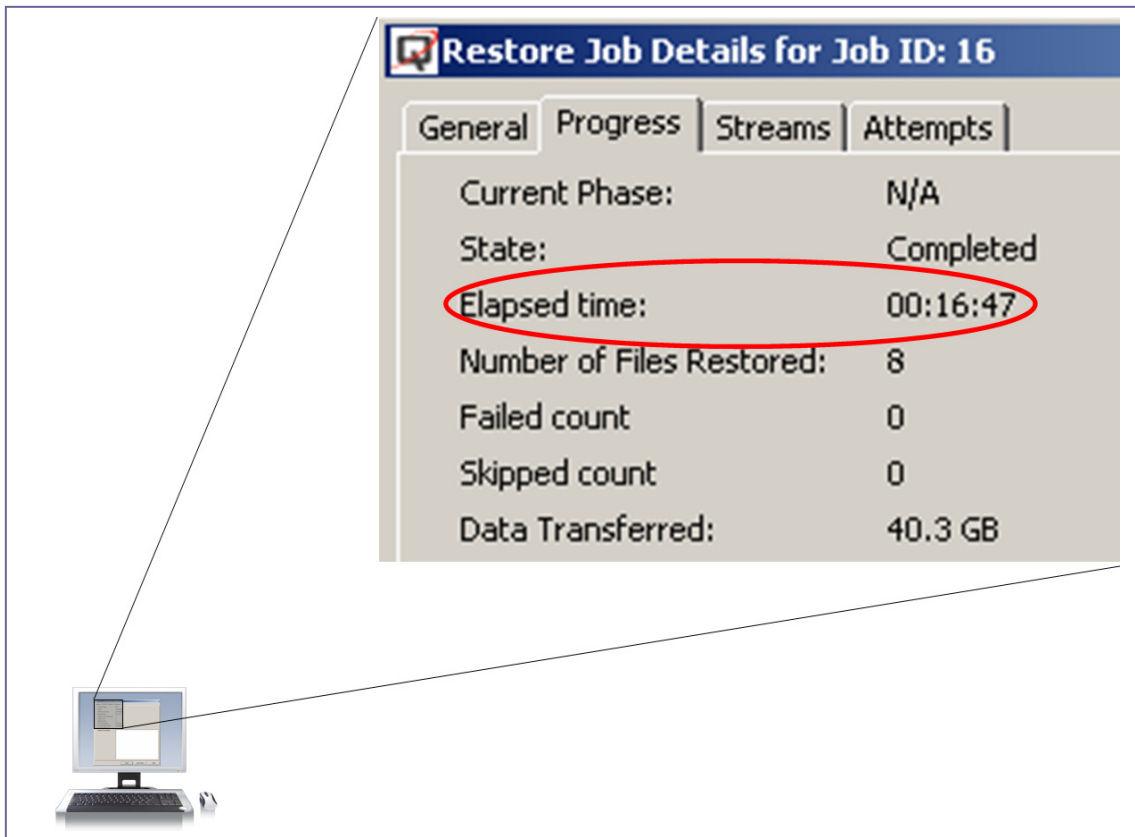 Restore Job Details for Job ID: 16
General Progress Streams Attempts
Current Phase: N/A
State: Completed
Elapsed time: 00:16:47
Number of Files Restored: 8
Failed count 0
Skipped count 0
Data Transferred: 40.3 GB